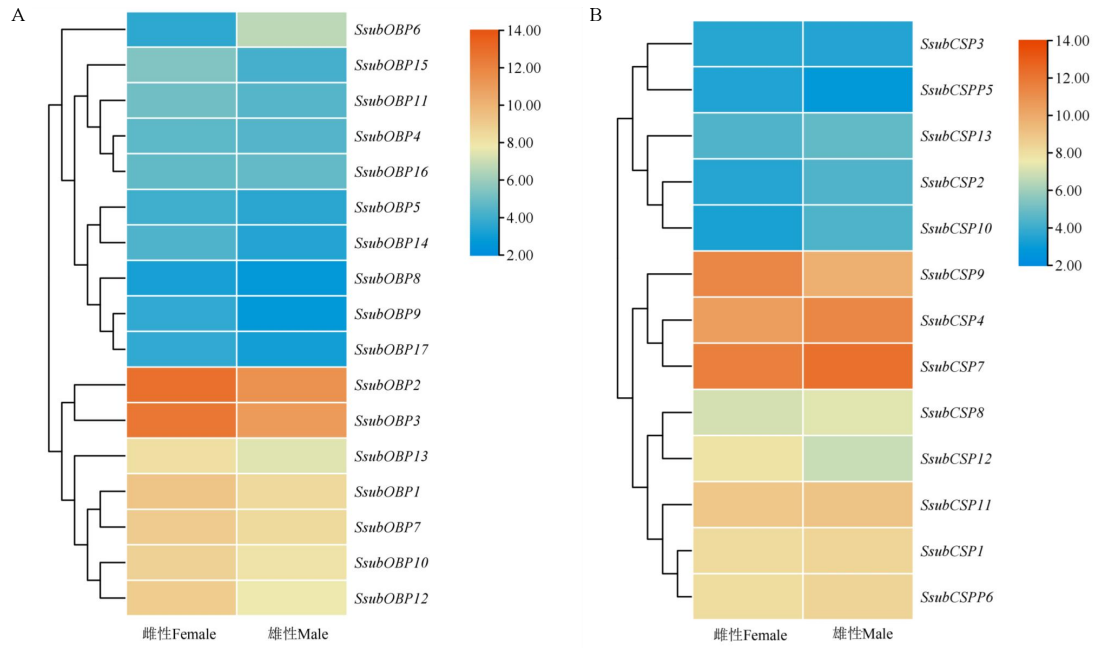 A
SsubOBP6
SsubOBP15
SsubOBP11
SsubOBP4
SsubOBP16
SsubOBP5
SsubOBP14
SsubOBP8
SsubOBP9
SsubOBP17
SsubOBP2
SsubOBP3
SsubOBP13
SsubOBP1
SsubOBP7
SsubOBP10
SsubOBP12
雌性Female
雄性Male
14.00
12.00
10.00
8.00
6.00
4.00
2.00
B
SsubCSP3
SsubCSPP5
SsubCSP13
SsubCSP2
SsubCSP10
SsubCSP9
SsubCSP4
SsubCSP7
SsubCSP8
SsubCSP12
SsubCSP11
SsubCSP1
SsubCSPP6
雌性Female
雄性Male
14.00
12.00
10.00
8.00
6.00
4.00
2.00